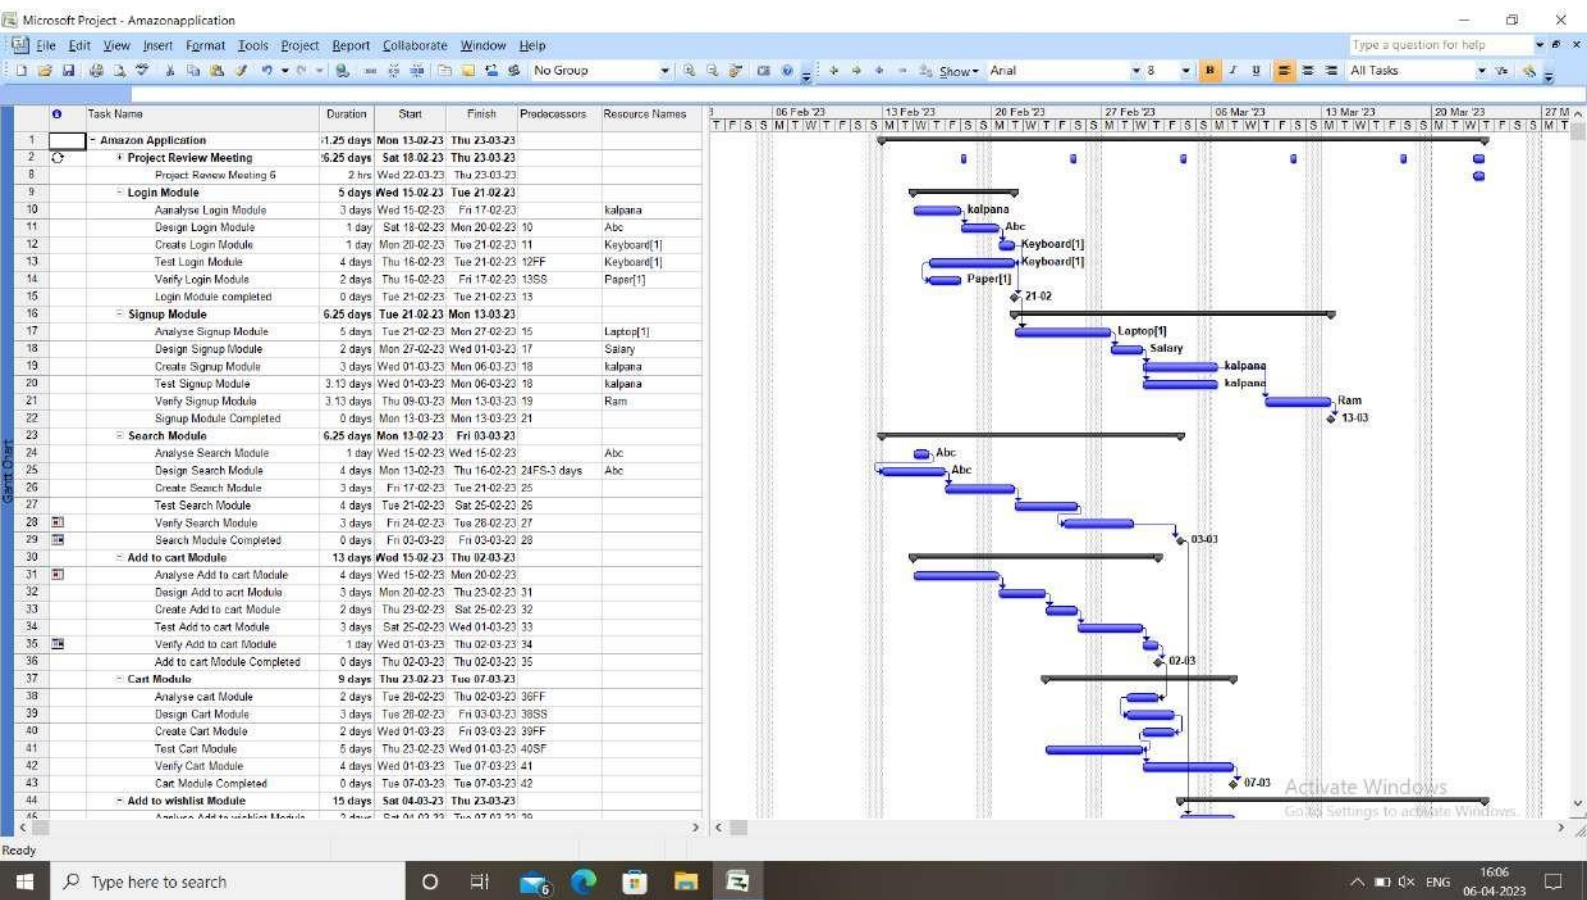 Microsoft Project - Amazonapplication
File Edit View Insert Format Tools Project Report Collaborate Window Help
Type a question for help
No Group Show Arial 8 B I U All Tasks
Task Name Duration Start Finish Predecessors Resource Names
06 Feb '23 13 Feb '23 20 Feb '23 27 Feb '23 06 Mar '23 13 Mar '23 20 Mar '23 27 M
T F S S M T W T F S S M T W T F S S M T W T F S S M T W T F S S M T W T F S S M T W T F S S M T W T F S S M T
1 Amazon Application 1.25 days Mon 13-02-23 Thu 23-03-23
2 Project Review Meeting 6.25 days Sat 18-02-23 Thu 23-03-23
8 Project Review Meeting 6 2 hrs Wed 22-03-23 Thu 23-03-23
9 Login Module 5 days Wed 15-02-23 Tue 21-02-23
10 Aanalyse Login Module 3 days Wed 15-02-23 Fri 17-02-23 kalpana kalpana
11 Design Login Module 1 day Sat 18-02-23 Mon 20-02-23 10 Abc Abc
12 Create Login Module 1 day Mon 20-02-23 Tue 21-02-23 11 Keyboard[1] Keyboard[1]
13 Test Login Module 4 days Thu 16-02-23 Tue 21-02-23 12FF Keyboard[1] Keyboard[1]
14 Verify Login Module 2 days Thu 16-02-23 Fri 17-02-23 13SS Paper[1] Paper[1]
15 Login Module completed 0 days Tue 21-02-23 Tue 21-02-23 13 21-02
16 Signup Module 6.25 days Tue 21-02-23 Mon 13-03-23
17 Analyse Signup Module 5 days Tue 21-02-23 Mon 27-02-23 15 Laptop[1] Laptop[1]
18 Design Signup Module 2 days Mon 27-02-23 Wed 01-03-23 17 Salary Salary
19 Create Signup Module 3 days Wed 01-03-23 Mon 06-03-23 18 kalpana kalpana
20 Test Signup Module 3.13 days Wed 01-03-23 Mon 06-03-23 18 kalpana kalpana
21 Verify Signup Module 3.13 days Thu 09-03-23 Mon 13-03-23 19 Ram Ram
22 Signup Module Completed 0 days Mon 13-03-23 Mon 13-03-23 21 13-03
23 Search Module 6.25 days Mon 13-02-23 Fri 03-03-23
24 Analyse Search Module 1 day Wed 15-02-23 Wed 15-02-23 Abc Abc
25 Design Search Module 4 days Mon 13-02-23 Thu 16-02-23 24FS-3 days Abc Abc
26 Create Search Module 3 days Fri 17-02-23 Tue 21-02-23 25
27 Test Search Module 4 days Tue 21-02-23 Sat 25-02-23 26
28 Verify Search Module 3 days Fri 24-02-23 Tue 28-02-23 27
29 Search Module Completed 0 days Fri 03-03-23 Fri 03-03-23 28 03-03
30 Add to cart Module 13 days Wed 15-02-23 Thu 02-03-23
31 Analyse Add to cart Module 4 days Wed 15-02-23 Mon 20-02-23
32 Design Add to acrt Module 3 days Mon 20-02-23 Thu 23-02-23 31
33 Create Add to cart Module 2 days Thu 23-02-23 Sat 25-02-23 32
34 Test Add to cart Module 3 days Sat 25-02-23 Wed 01-03-23 33
35 Verify Add to cart Module 1 day Wed 01-03-23 Thu 02-03-23 34
36 Add to cart Module Completed 0 days Thu 02-03-23 Thu 02-03-23 35 02-03
37 Cart Module 9 days Thu 23-02-23 Tue 07-03-23
38 Analyse cart Module 2 days Tue 28-02-23 Thu 02-03-23 36FF
39 Design Cart Module 3 days Tue 28-02-23 Fri 03-03-23 38SS
40 Create Cart Module 2 days Wed 01-03-23 Fri 03-03-23 39FF
41 Test Cart Module 5 days Thu 23-02-23 Wed 01-03-23 40SF
42 Verify Cart Module 4 days Wed 01-03-23 Tue 07-03-23 41
43 Cart Module Completed 0 days Tue 07-03-23 Tue 07-03-23 42 07-03
44 Add to wishlist Module 15 days Sat 04-03-23 Thu 23-03-23
45 Analyse Add to wishlist Module
Gantt Chart
Activate Windows
Go to Settings to activate Windows.
Ready
Type here to search
6
ENG
16:06
06-04-2023